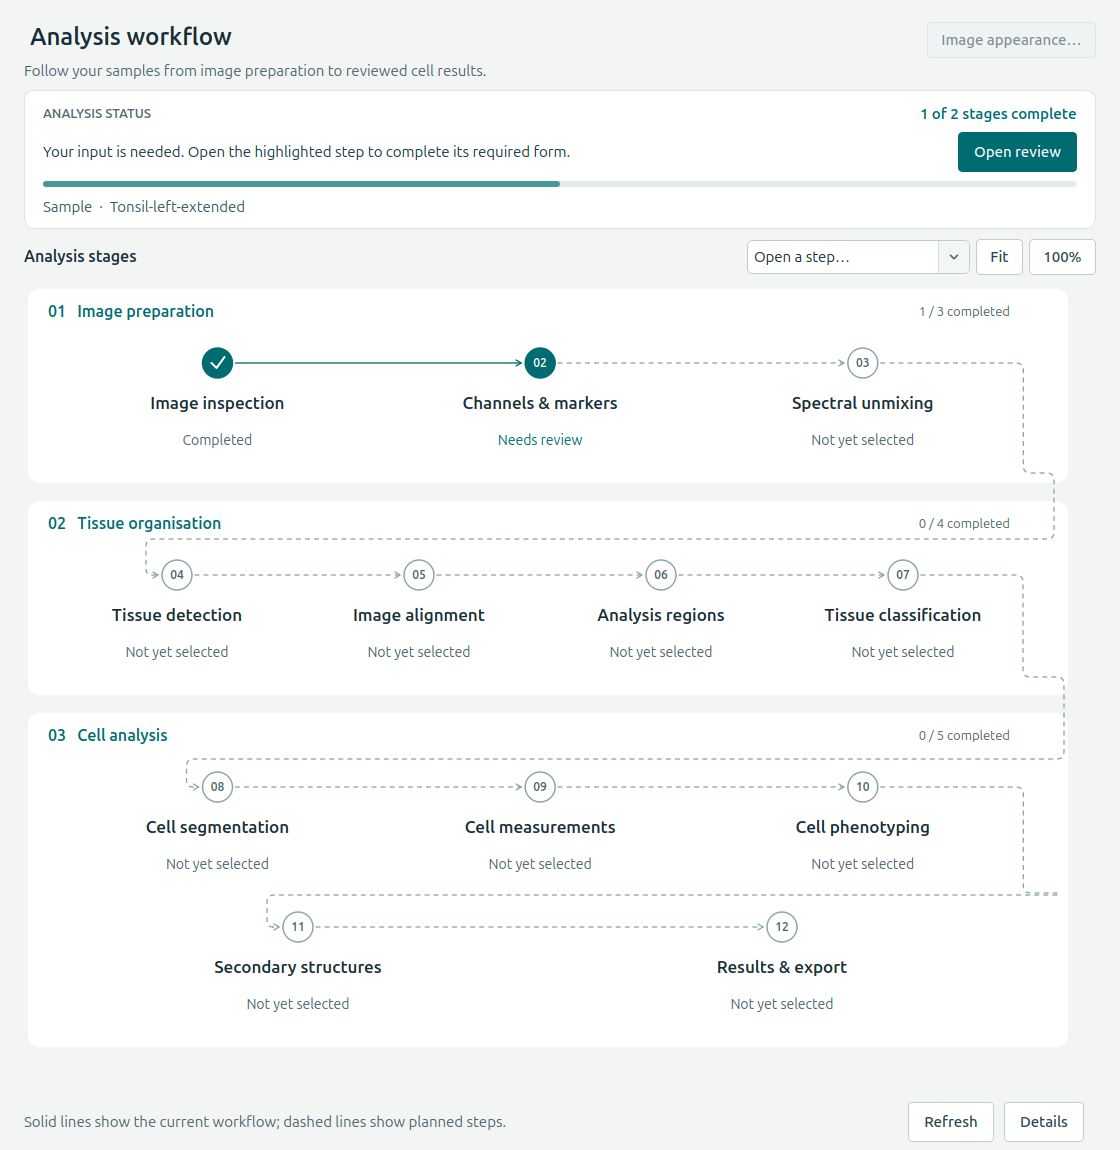 Analysis workflow
Image appearance...
Follow your samples from image preparation to reviewed cell results.
ANALYSIS STATUS
1 of 2 stages complete
Your input is needed. Open the highlighted step to complete its required form.
Open review
Sample · Tonsil-left-extended
Analysis stages
Open a step...
Fit
100%
01 Image preparation
1 / 3 completed
02
03
Image inspection
Channels & markers
Spectral unmixing
Completed
Needs review
Not yet selected
02 Tissue organisation
0 / 4 completed
04
05
06
07
Tissue detection
Image alignment
Analysis regions
Tissue classification
Not yet selected
Not yet selected
Not yet selected
Not yet selected
03 Cell analysis
0 / 5 completed
08
09
10
Cell segmentation
Cell measurements
Cell phenotyping
Not yet selected
Not yet selected
Not yet selected
11
12
Secondary structures
Results & export
Not yet selected
Not yet selected
Solid lines show the current workflow; dashed lines show planned steps.
Refresh
Details